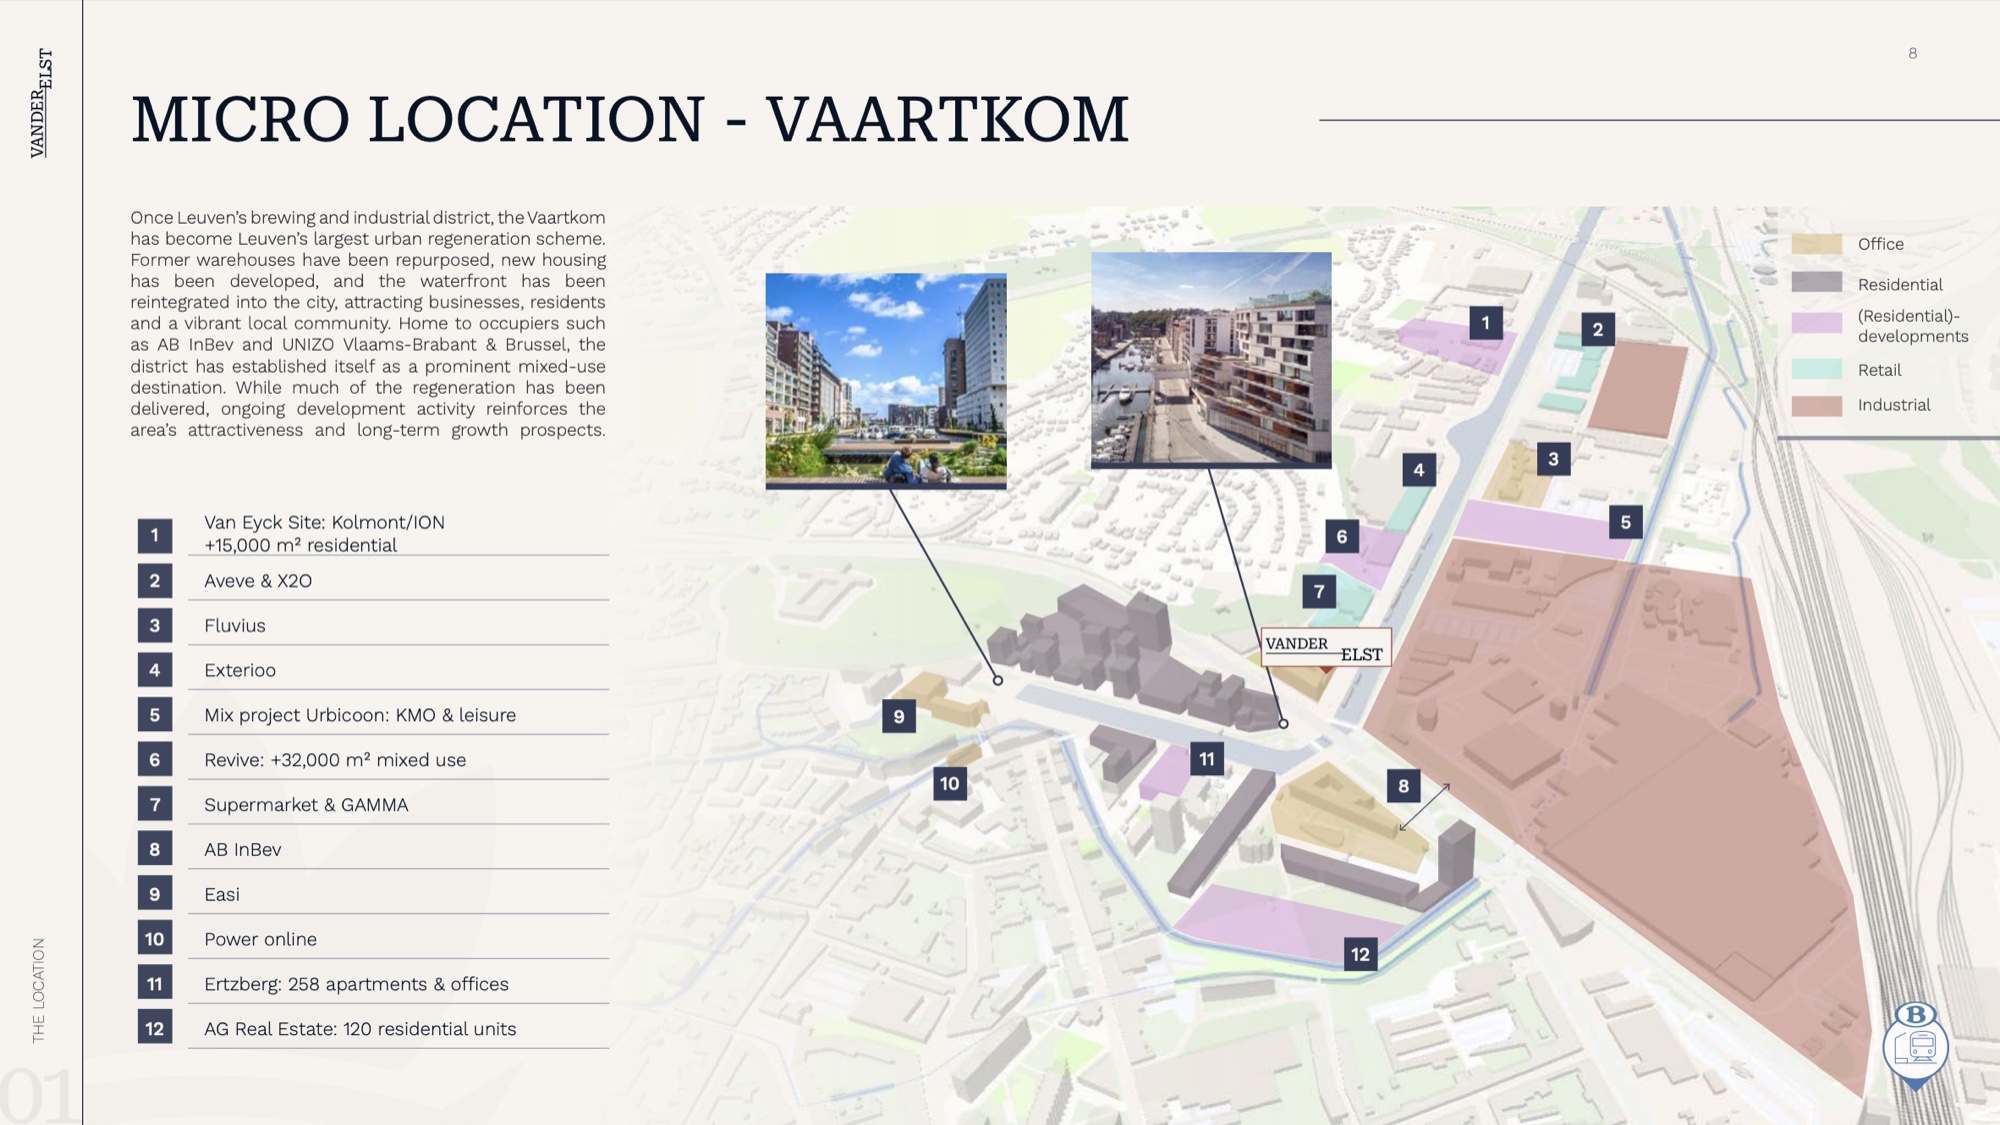 VANDER
ELST
8
MICRO LOCATION - VAARTKOM
Once Leuven’s brewing and industrial district, the Vaartkom
has become Leuven’s largest urban regeneration scheme.
Former warehouses have been repurposed, new housing
has been developed, and the waterfront has been
reintegrated into the city, attracting businesses, residents
and a vibrant local community. Home to occupiers such
as AB InBev and UNIZO Vlaams-Brabant & Brussel, the
district has established itself as a prominent mixed-use
destination. While much of the regeneration has been
delivered, ongoing development activity reinforces the
area’s attractiveness and long-term growth prospects.
1 Van Eyck Site: Kolmont/ION
+15,000 m² residential
2 Aveve & X2O
3 Fluvius
4 Exterioo
5 Mix project Urbicoon: KMO & leisure
6 Revive: +32,000 m² mixed use
7 Supermarket & GAMMA
8 AB InBev
9 Easi
10 Power online
11 Ertzberg: 258 apartments & offices
12 AG Real Estate: 120 residential units
Office
Residential
(Residential)-
developments
Retail
Industrial
1
2
3
4
5
6
7
VANDER
ELST
9
11
10
8
12
B
THE LOCATION
01